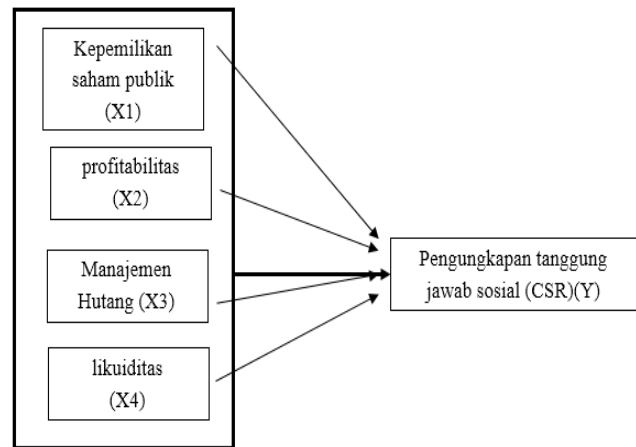 Kepemilikan
saham publik
(X1)
profitabilitas
(X2)
Manajemen
Hutang (X3)
likuiditas
(X4)
Pengungkapan tanggung
jawab sosial (CSR)(Y)